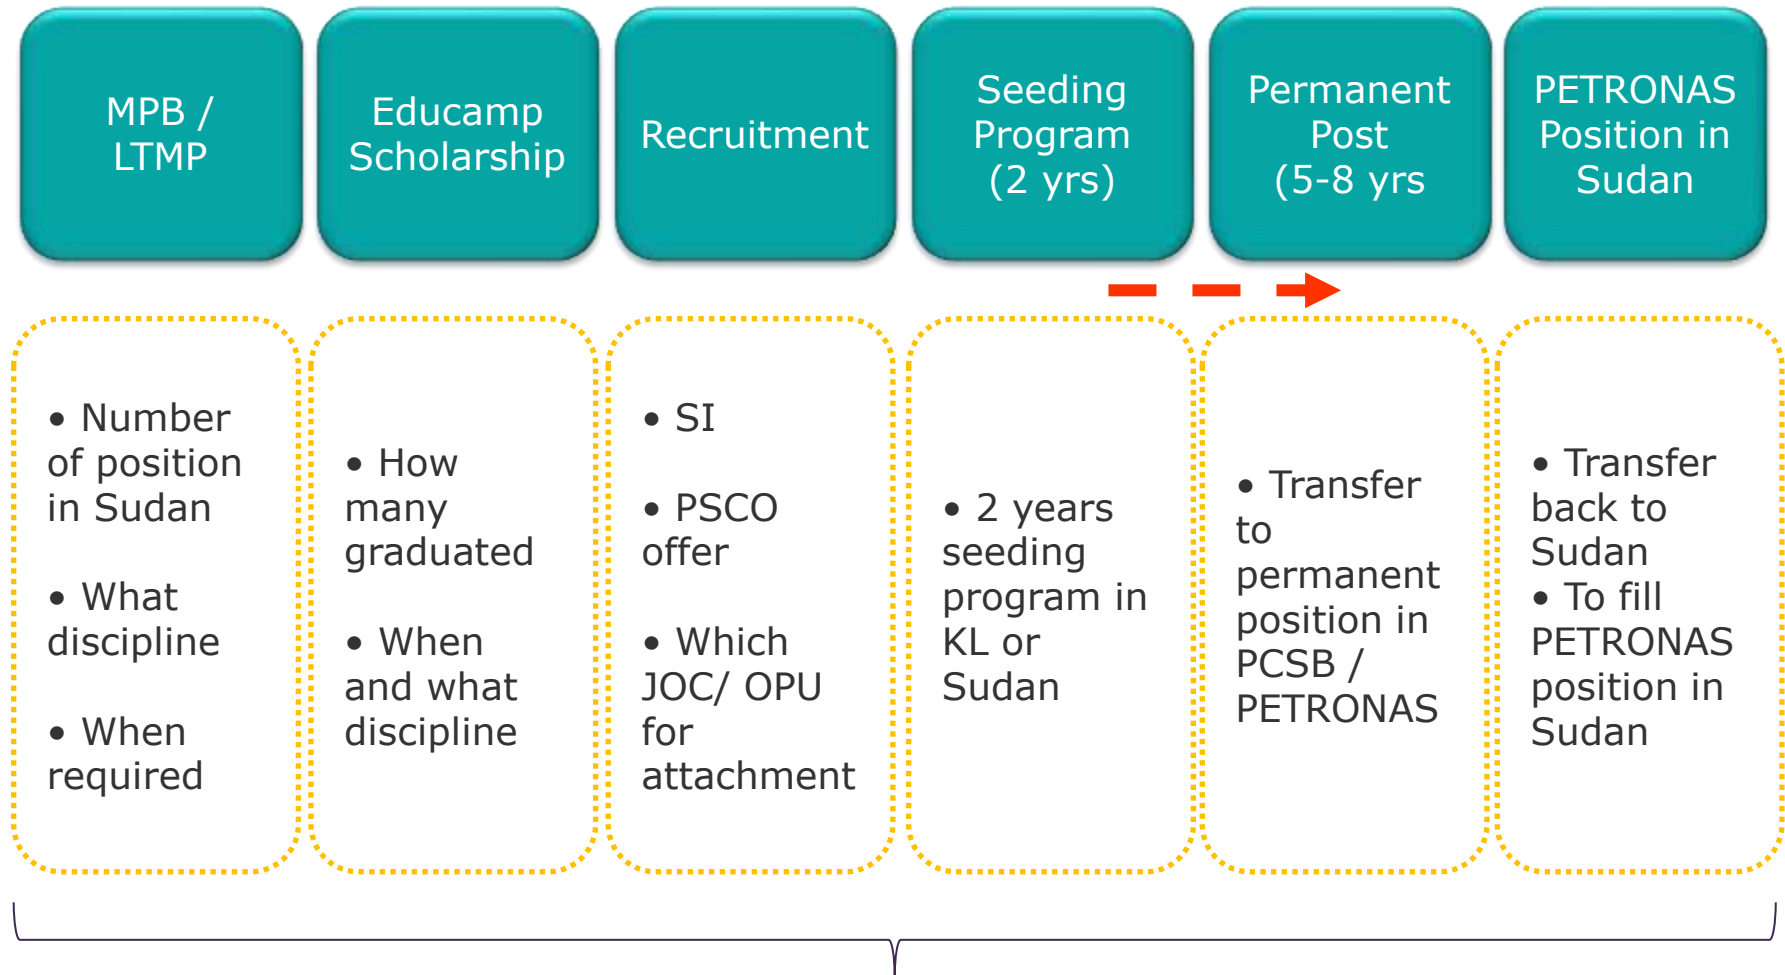 MPB /
LTMP
Educamp
Scholarship
Recruitment
Seeding
Program
(2 yrs)
Permanent
Post
(5-8 yrs
PETRONAS
Position in
Sudan
• Number
of position
in Sudan
• What
discipline
• When
required
• How
many
graduated
• When
and what
discipline
• SI
• PSCO
offer
• Which
JOC/ OPU
for
attachment
• 2 years
seeding
program in
KL or
Sudan
• Transfer
to
permanent
position in
PCSB /
PETRONAS
• Transfer
back to
Sudan
• To fill
PETRONAS
position in
Sudan